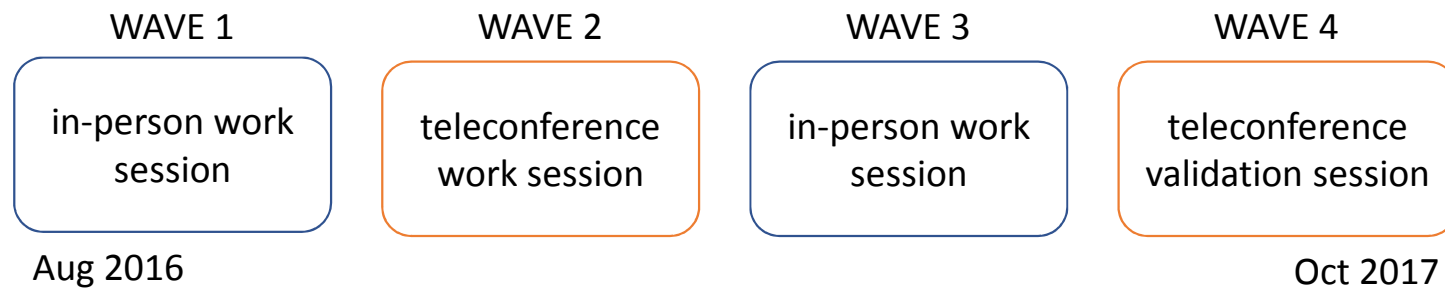 WAVE 1
WAVE 2
WAVE 3
WAVE 4
in-person work
session
teleconference
work session
in-person work
session
teleconference
validation session
Aug 2016
Oct 2017